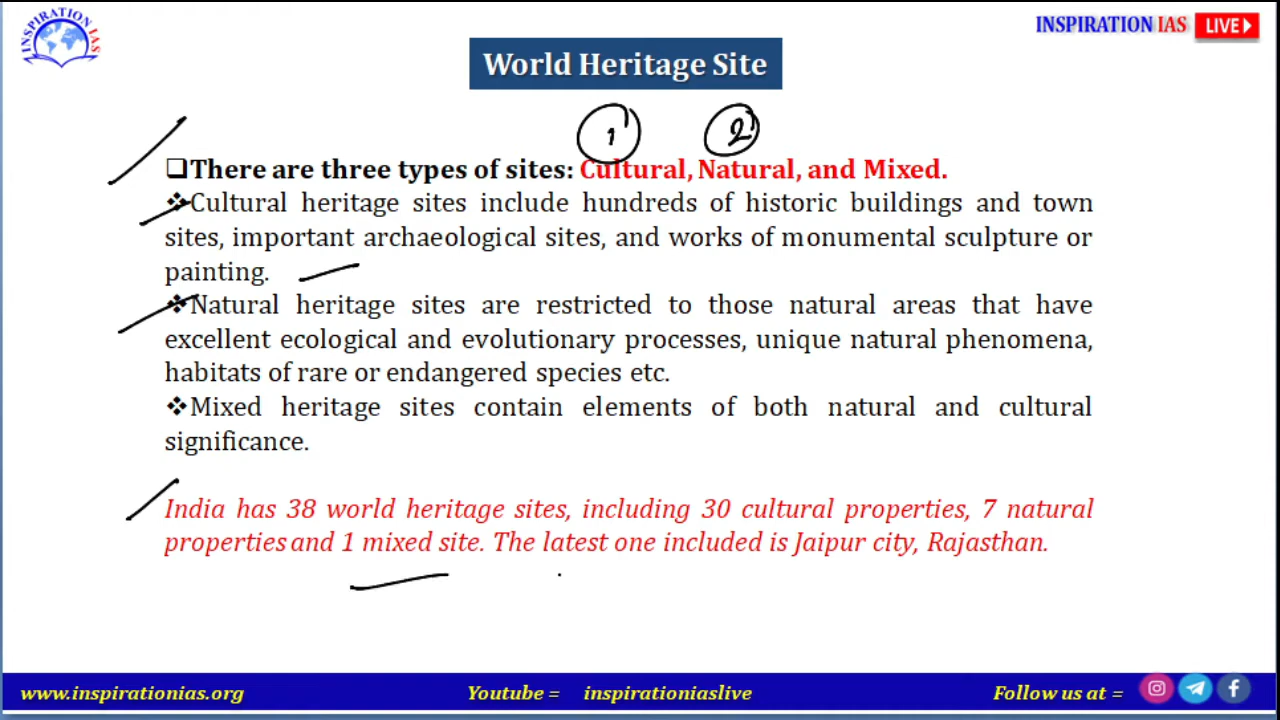 INSPIRATION IAS
INSPIRATION IAS LIVE
World Heritage Site
1 2
❑There are three types of sites: Cultural, Natural, and Mixed.
❖Cultural heritage sites include hundreds of historic buildings and town
sites, important archaeological sites, and works of monumental sculpture or
painting.
❖Natural heritage sites are restricted to those natural areas that have
excellent ecological and evolutionary processes, unique natural phenomena,
habitats of rare or endangered species etc.
❖Mixed heritage sites contain elements of both natural and cultural
significance.
India has 38 world heritage sites, including 30 cultural properties, 7 natural
properties and 1 mixed site. The latest one included is Jaipur city, Rajasthan.
www.inspirationias.org Youtube = inspirationiaslive Follow us at =